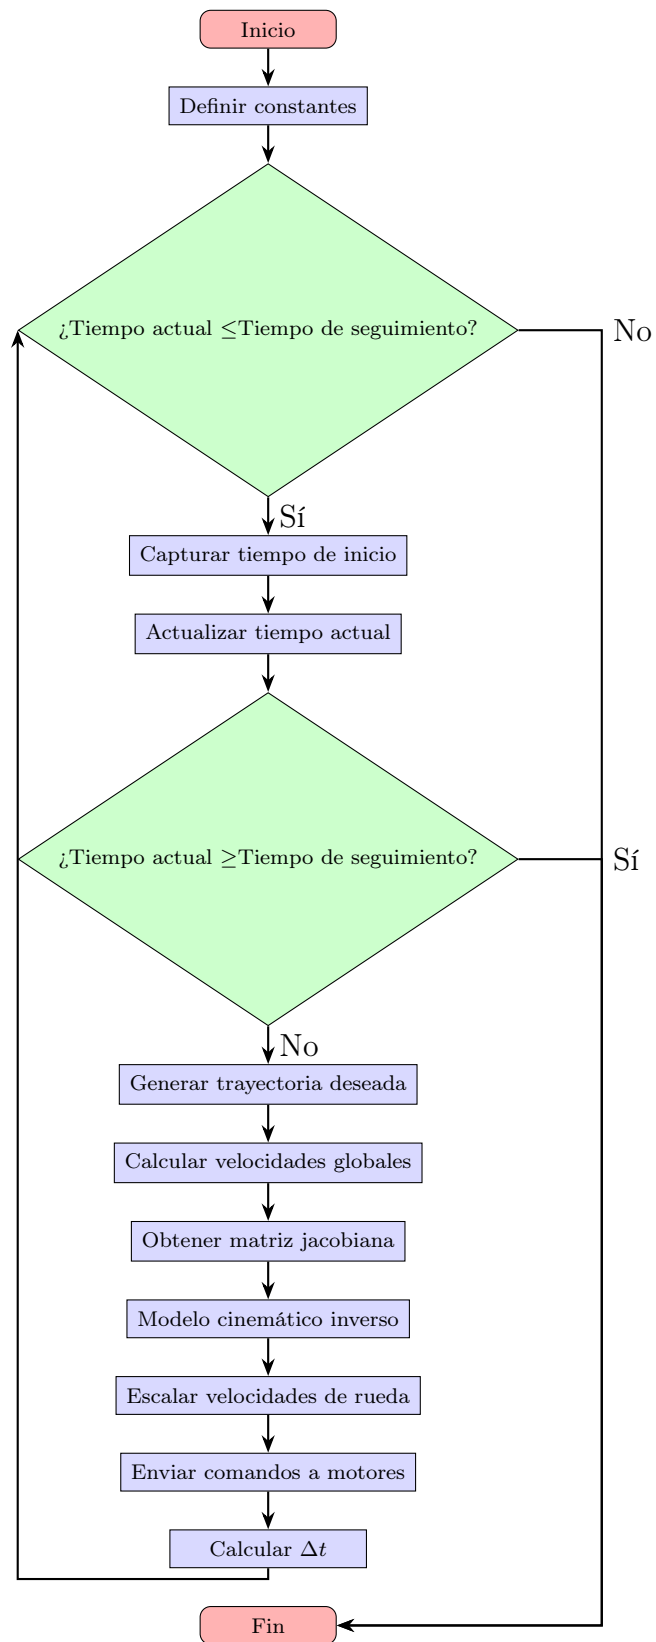 Inicio
Definir constantes
¿Tiempo actual ≤Tiempo de seguimiento?
No
Sí
Capturar tiempo de inicio
Actualizar tiempo actual
¿Tiempo actual ≥Tiempo de seguimiento?
Sí
No
Generar trayectoria deseada
Calcular velocidades globales
Obtener matriz jacobiana
Modelo cinemático inverso
Escalar velocidades de rueda
Enviar comandos a motores
Calcular Δt
Fin